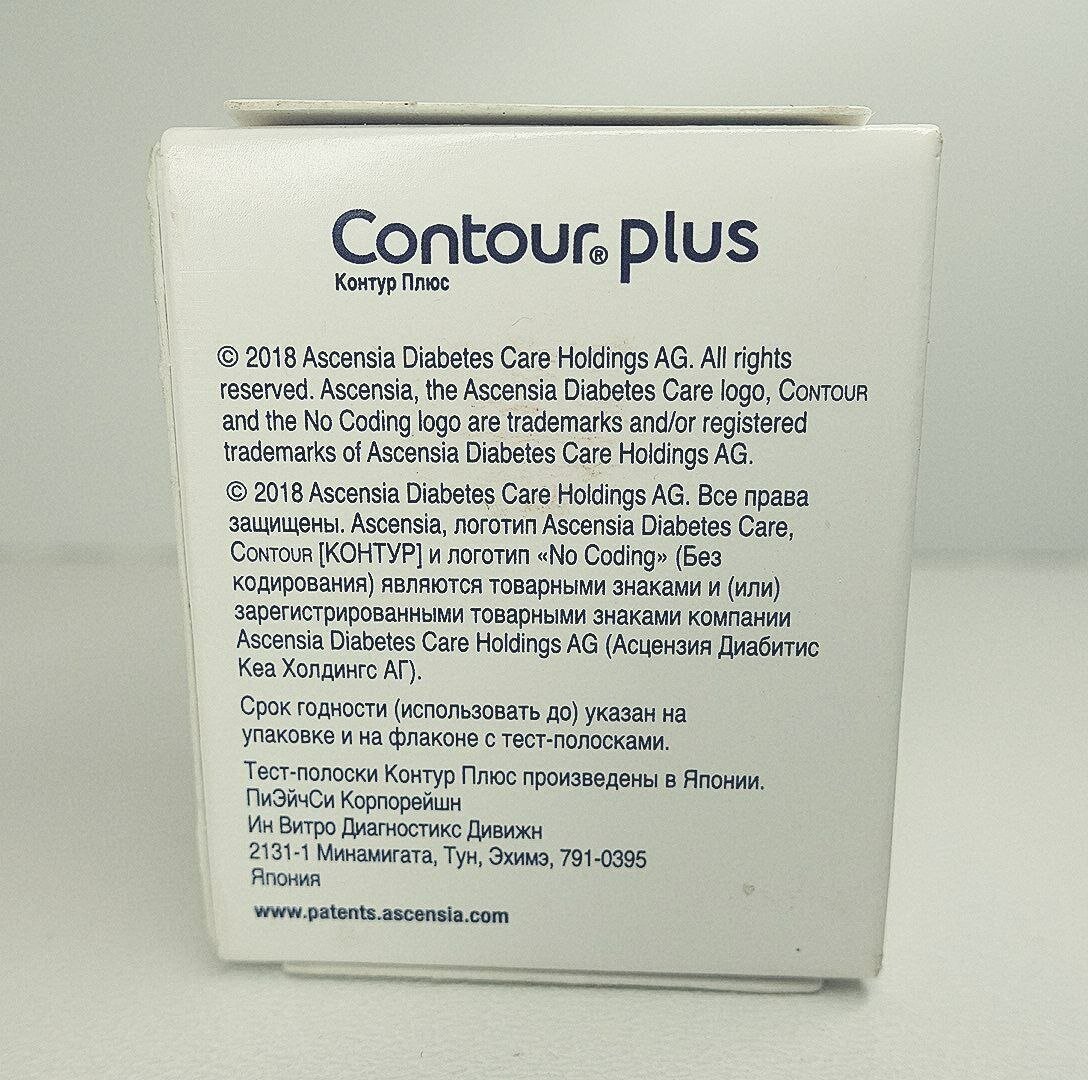 Contour® plus
Контур Плюс
© 2018 Ascensia Diabetes Care Holdings AG. All rights
reserved. Ascensia, the Ascensia Diabetes Care logo, CONTOUR
and the No Coding logo are trademarks and/or registered
trademarks of Ascensia Diabetes Care Holdings AG.
© 2018 Ascensia Diabetes Care Holdings AG. Все права
защищены. Ascensia, логотип Ascensia Diabetes Care,
CONTOUR [КОНТУР] и логотип «No Coding» (Без
кодирования) являются товарными знаками и (или)
зарегистрированными товарными знаками компании
Ascensia Diabetes Care Holdings AG (Асцензия Диабитис
Кеа Холдингс АГ).
Срок годности (использовать до) указан на
упаковке и на флаконе с тест-полосками.
Тест-полоски Контур Плюс произведены в Японии.
ПиЭйчСи Корпорейшн
Ин Витро Диагностикс Дивижн
2131-1 Минамигата, Тун, Эхимэ, 791-0395
Япония
www.patents.ascensia.com